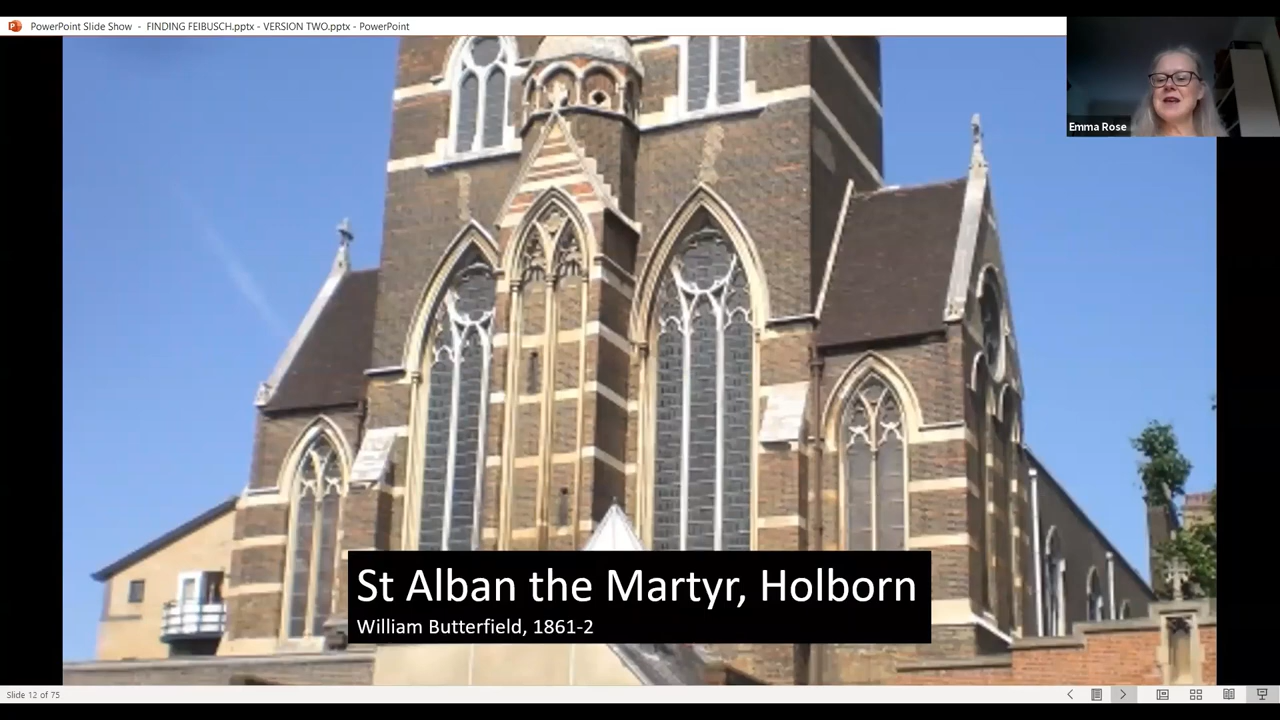 PowerPoint Slide Show - FINDING FEIBUSCH.pptx - VERSION TWO.pptx - PowerPoint
Emma Rose
St Alban the Martyr, Holborn
William Butterfield, 1861-2
Slide 12 of 75